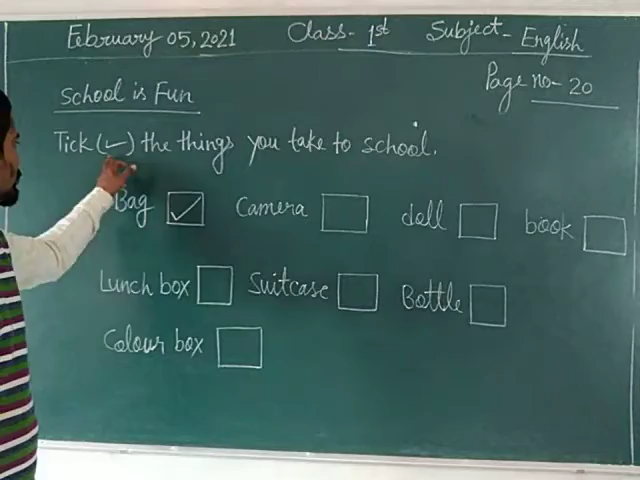 February 05, 2021 Class- 1st Subject- English
Page no- 20
School is Fun
Tick (✓) the things you take to school.
Bag ✓ Camera doll book
Lunch box Suitcase Bottle
Colour box